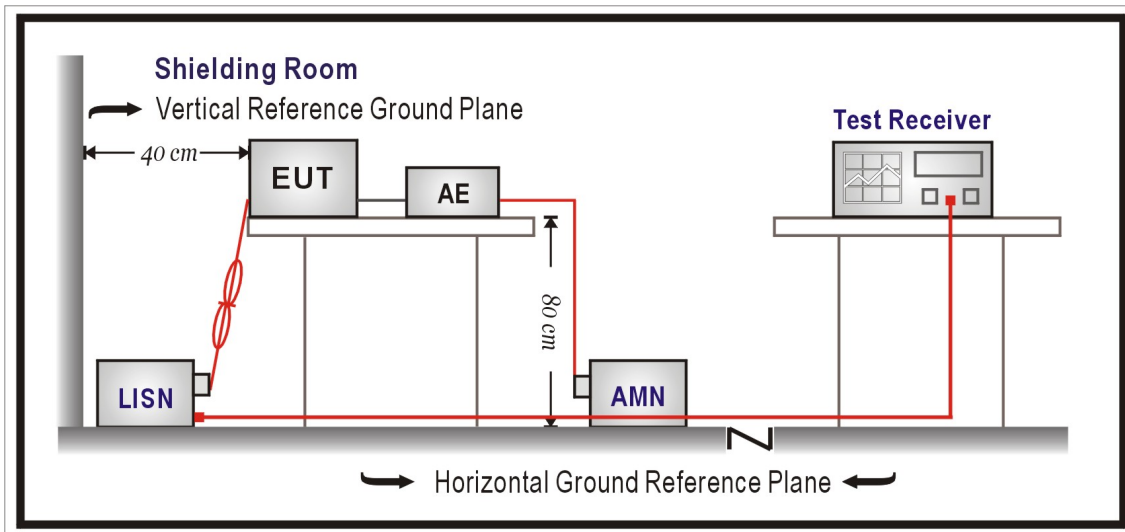 Shielding Room
Vertical Reference Ground Plane
Test Receiver
40 cm
EUT
AE
80 cm
LISN
AMN
Horizontal Ground Reference Plane